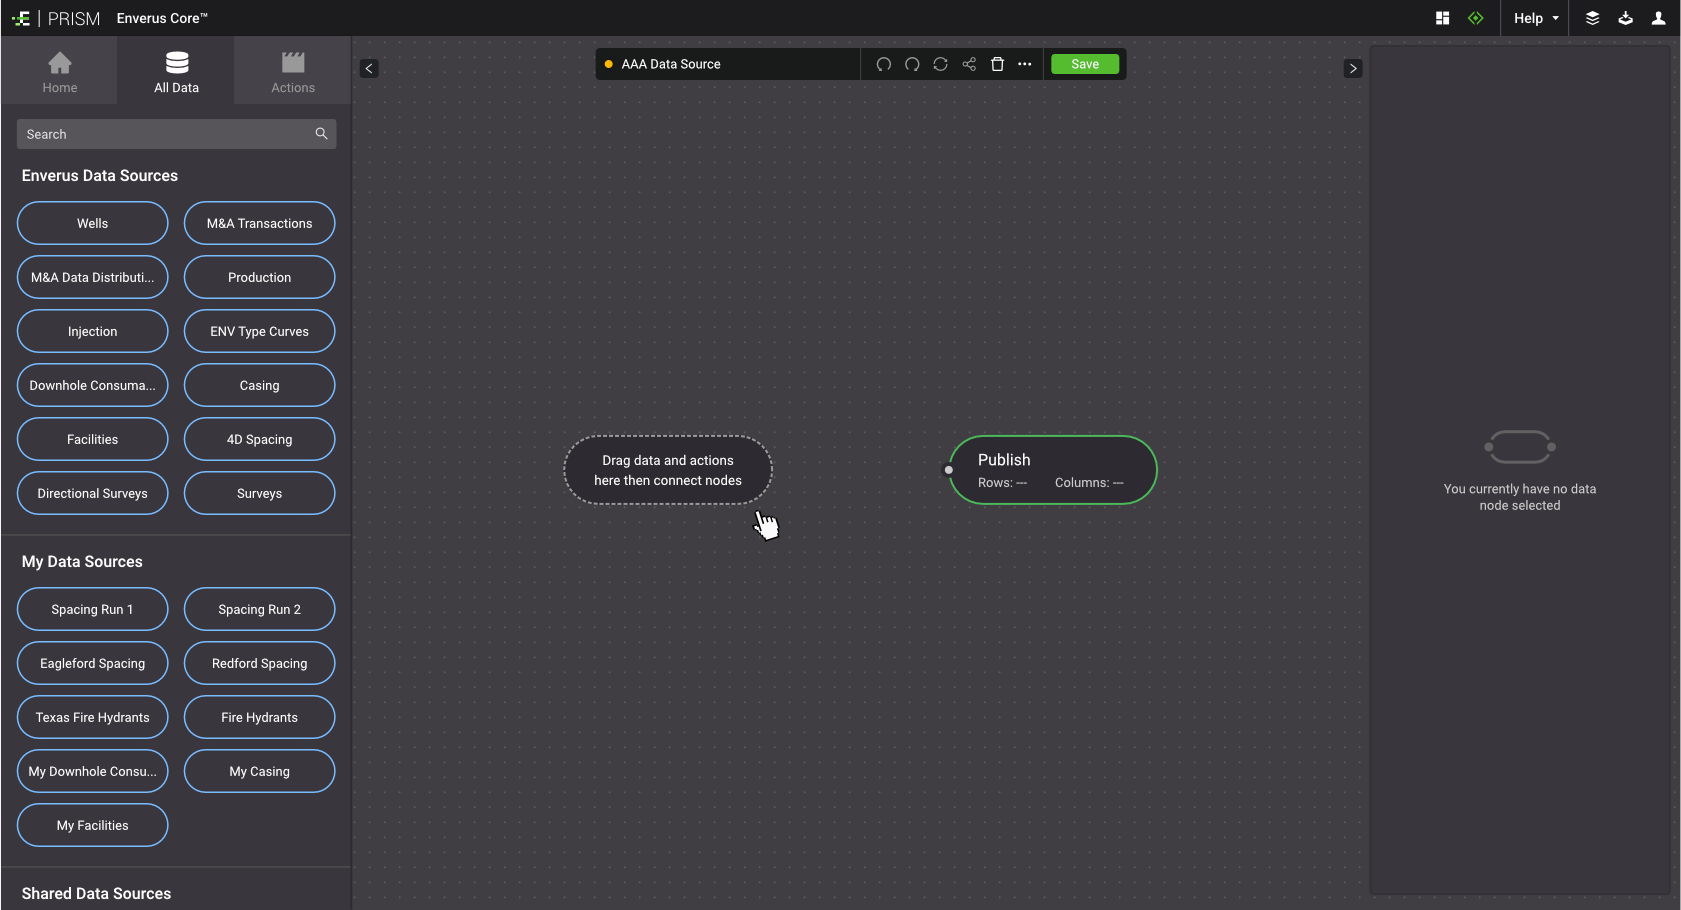 PRISM Enverus Core™
Help
Home
All Data
Actions
AAA Data Source
Save
Search
Enverus Data Sources
Wells
M&A Transactions
M&A Data Distributi...
Production
Injection
ENV Type Curves
Downhole Consuma...
Casing
Facilities
4D Spacing
Directional Surveys
Surveys
My Data Sources
Spacing Run 1
Spacing Run 2
Eagleford Spacing
Redford Spacing
Texas Fire Hydrants
Fire Hydrants
My Downhole Consu...
My Casing
My Facilities
Shared Data Sources
Drag data and actions
here then connect nodes
Publish
Rows: --- Columns: ---
You currently have no data
node selected